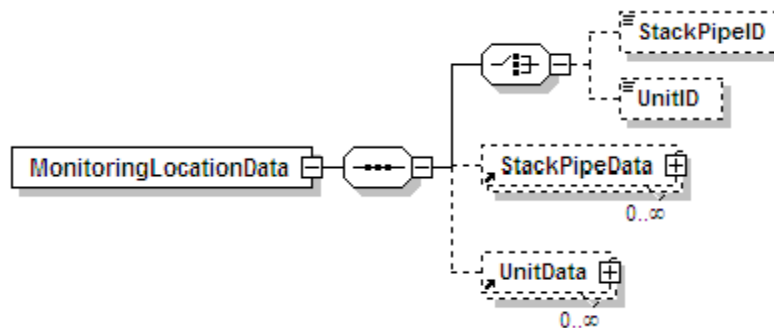 StackPipeID
UnitID
MonitoringLocationData
StackPipeData
0..∞
UnitData
0..∞